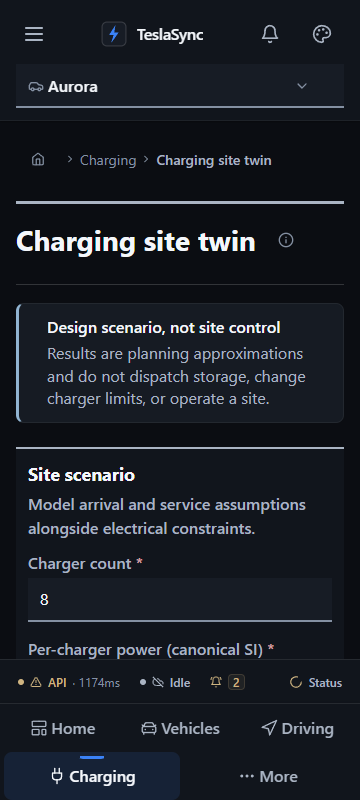 TeslaSync
Aurora
Charging
Charging site twin
Charging site twin
Design scenario, not site control
Results are planning approximations
and do not dispatch storage, change
charger limits, or operate a site.
Site scenario
Model arrival and service assumptions
alongside electrical constraints.
Charger count *
8
Per-charger power (canonical SI) *
API · 1174ms
Idle
2
Status
Home
Vehicles
Driving
Charging
More